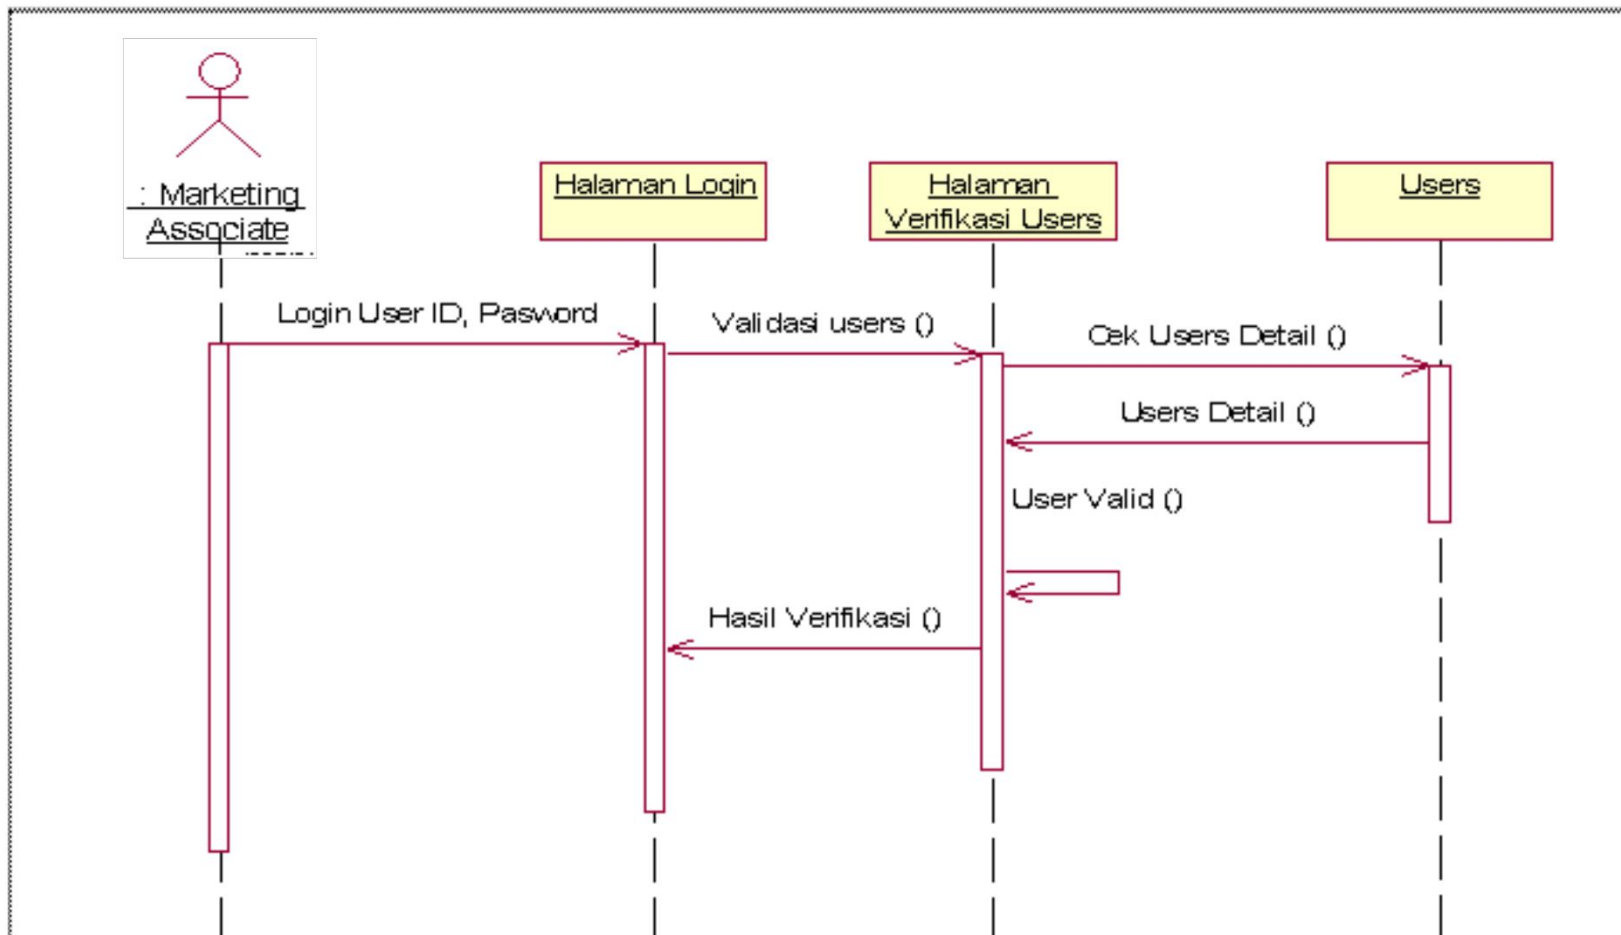 : Marketing
Associate
Halaman Login
Halaman
Verifikasi Users
Users
Login User ID, Pasword
Validasi users ()
Cek Users Detail ()
Users Detail ()
User Valid ()
Hasil Verifikasi ()